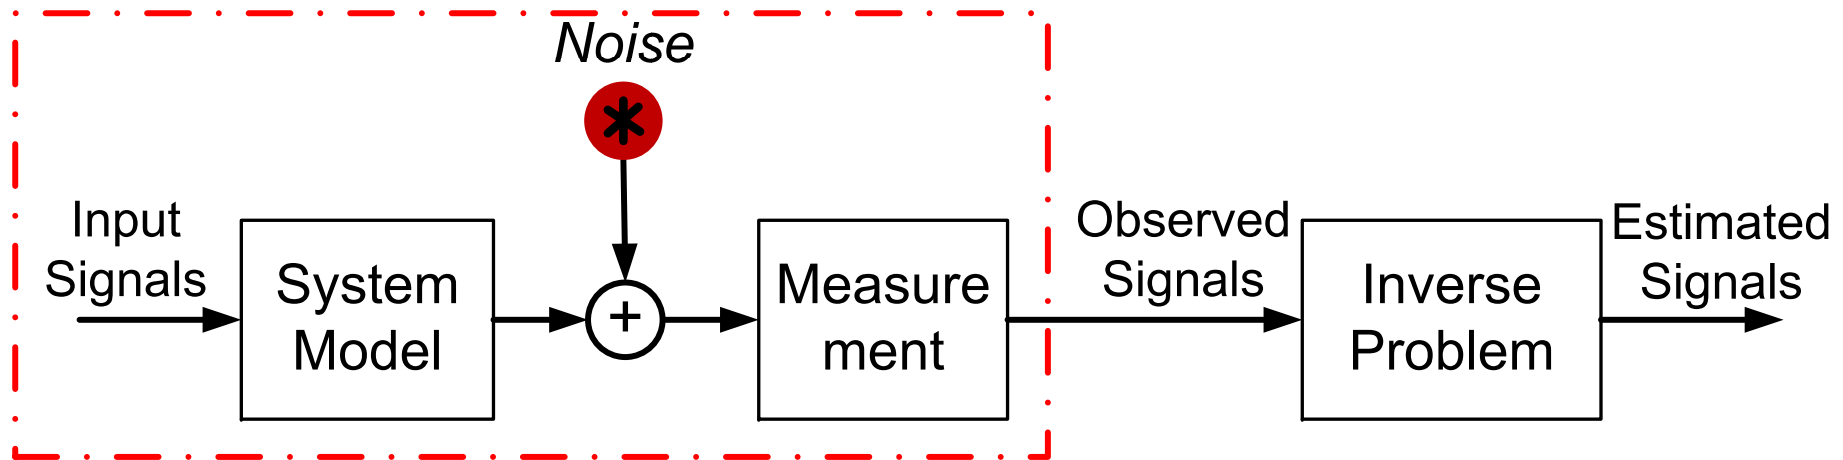 Noise
*
Input
Signals
System
Model
+
Measure
ment
Observed
Signals
Inverse
Problem
Estimated
Signals